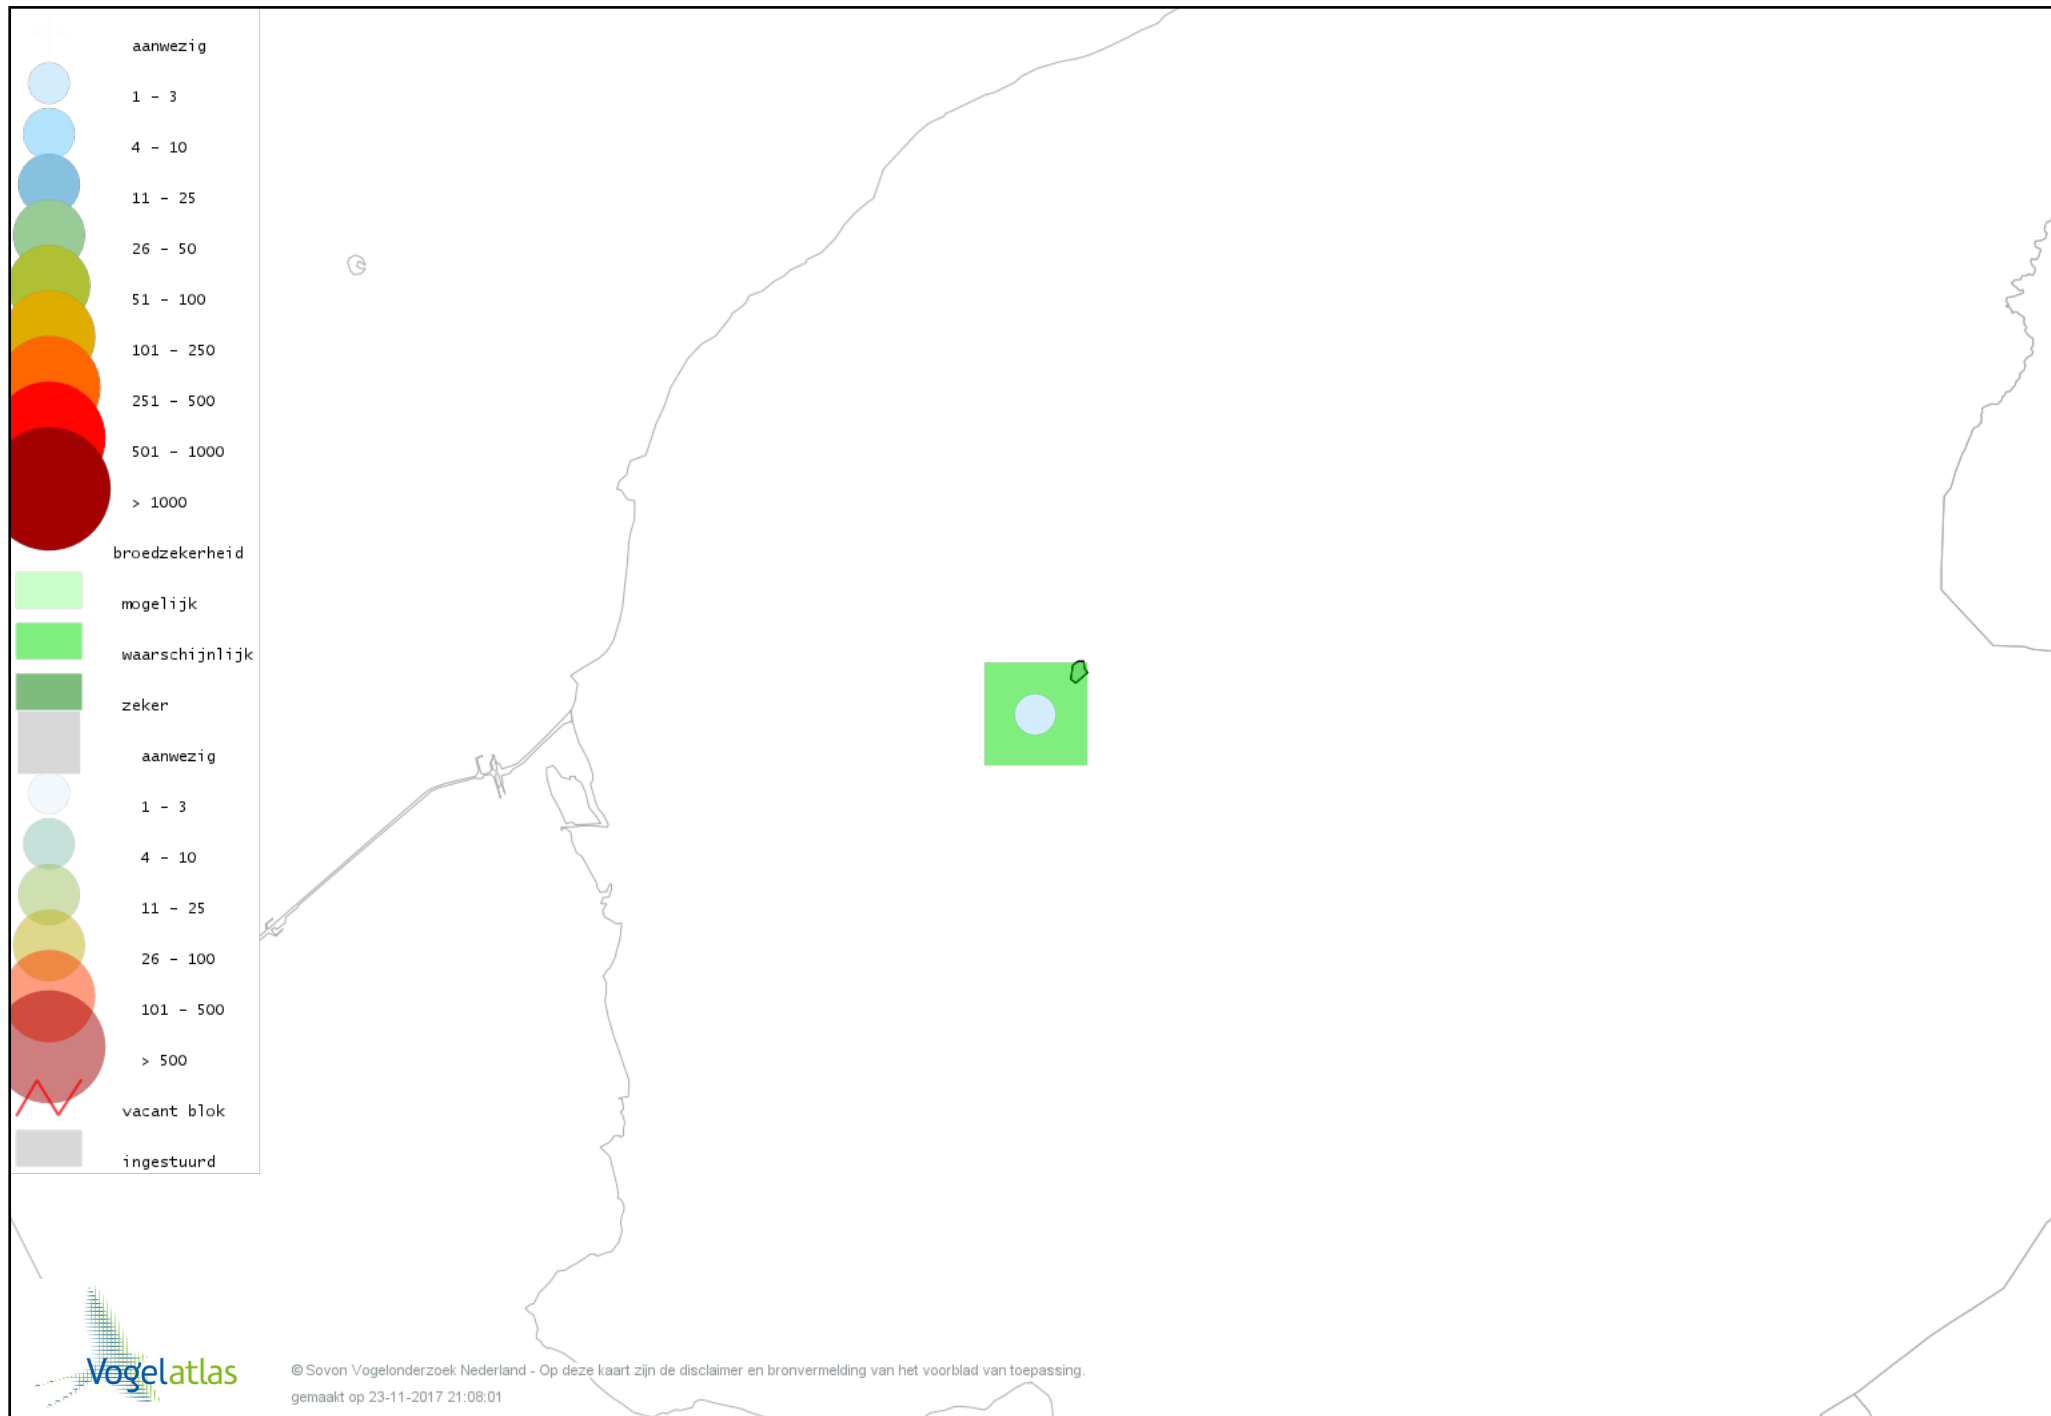 aanwezig
1 - 3
4 - 10
11 - 25
26 - 50
51 - 100
101 - 250
251 - 500
501 - 1000
> 1000
broedzekerheid
mogelijk
waarschijnlijk
zeker
aanwezig
1 - 3
4 - 10
11 - 25
26 - 100
101 - 500
> 500
vacant blok
ingestuurd
Vogelatlas
© Sovon Vogelonderzoek Nederland - Op deze kaart zijn de disclaimer en bronvermelding van het voorblad van toepassing.
gemaakt op 23-11-2017 21:08:01